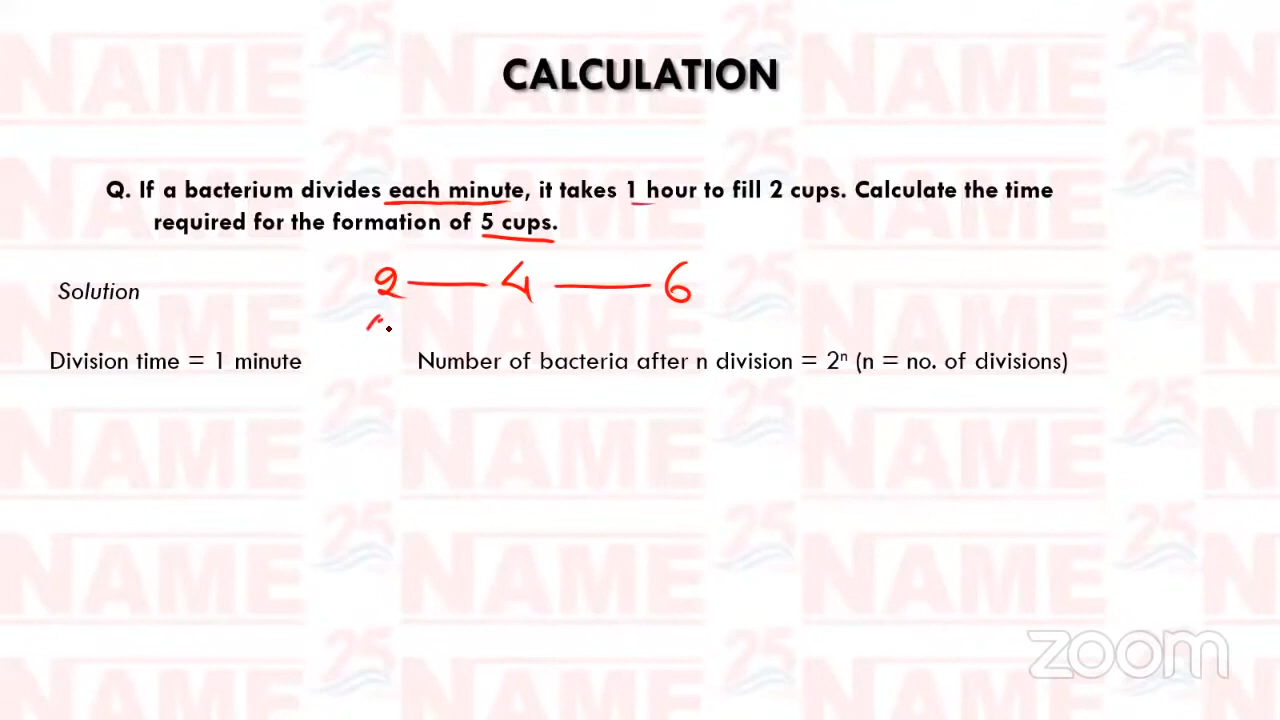 CALCULATION
Q. If a bacterium divides each minute, it takes 1 hour to fill 2 cups. Calculate the time
required for the formation of 5 cups.
Solution
2 — 4 — 6
Division time = 1 minute
Number of bacteria after n division = 2ⁿ (n = no. of divisions)
zoom
NAME 25